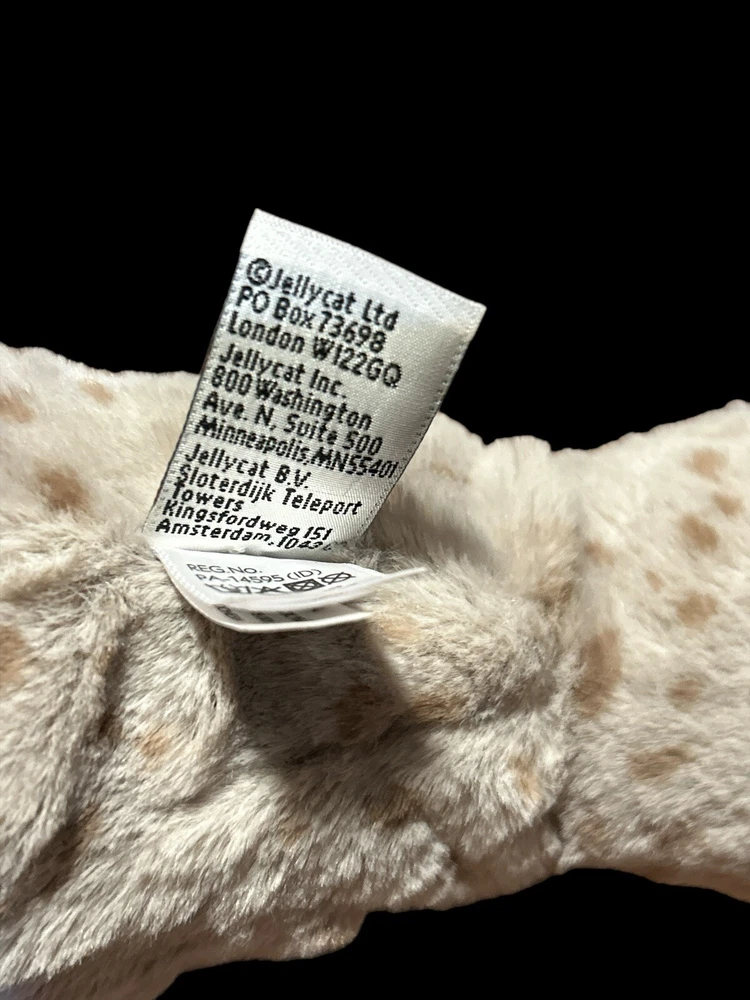 ©Jellycat Ltd
PO Box 73698
London W122GQ
Jellycat Inc.
800 Washington
Ave. N. Suite 500
Minneapolis, MN55401
Jellycat B.V.
Sloterdijk Teleport
Towers
Kingsfordweg 151
Amsterdam,
REG.NO.
PA-14595(ID)